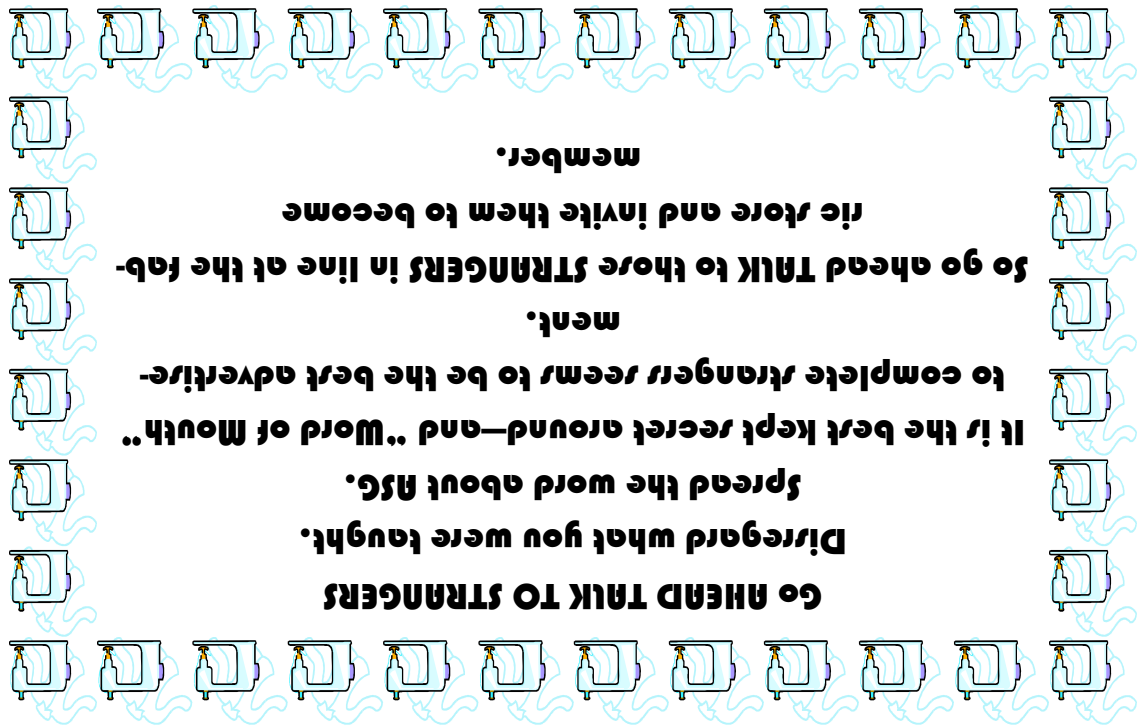 Go AHEAD TALK TO STRANGERS
Disregard what you were taught.
Spread the word about ASG.
It is the best kept secret around—and "Word of Mouth"
to complete strangers seems to be the best advertise-
ment.
So go ahead TALK to those STRANGERS in line at the fab-
ric store and invite them to become
member.